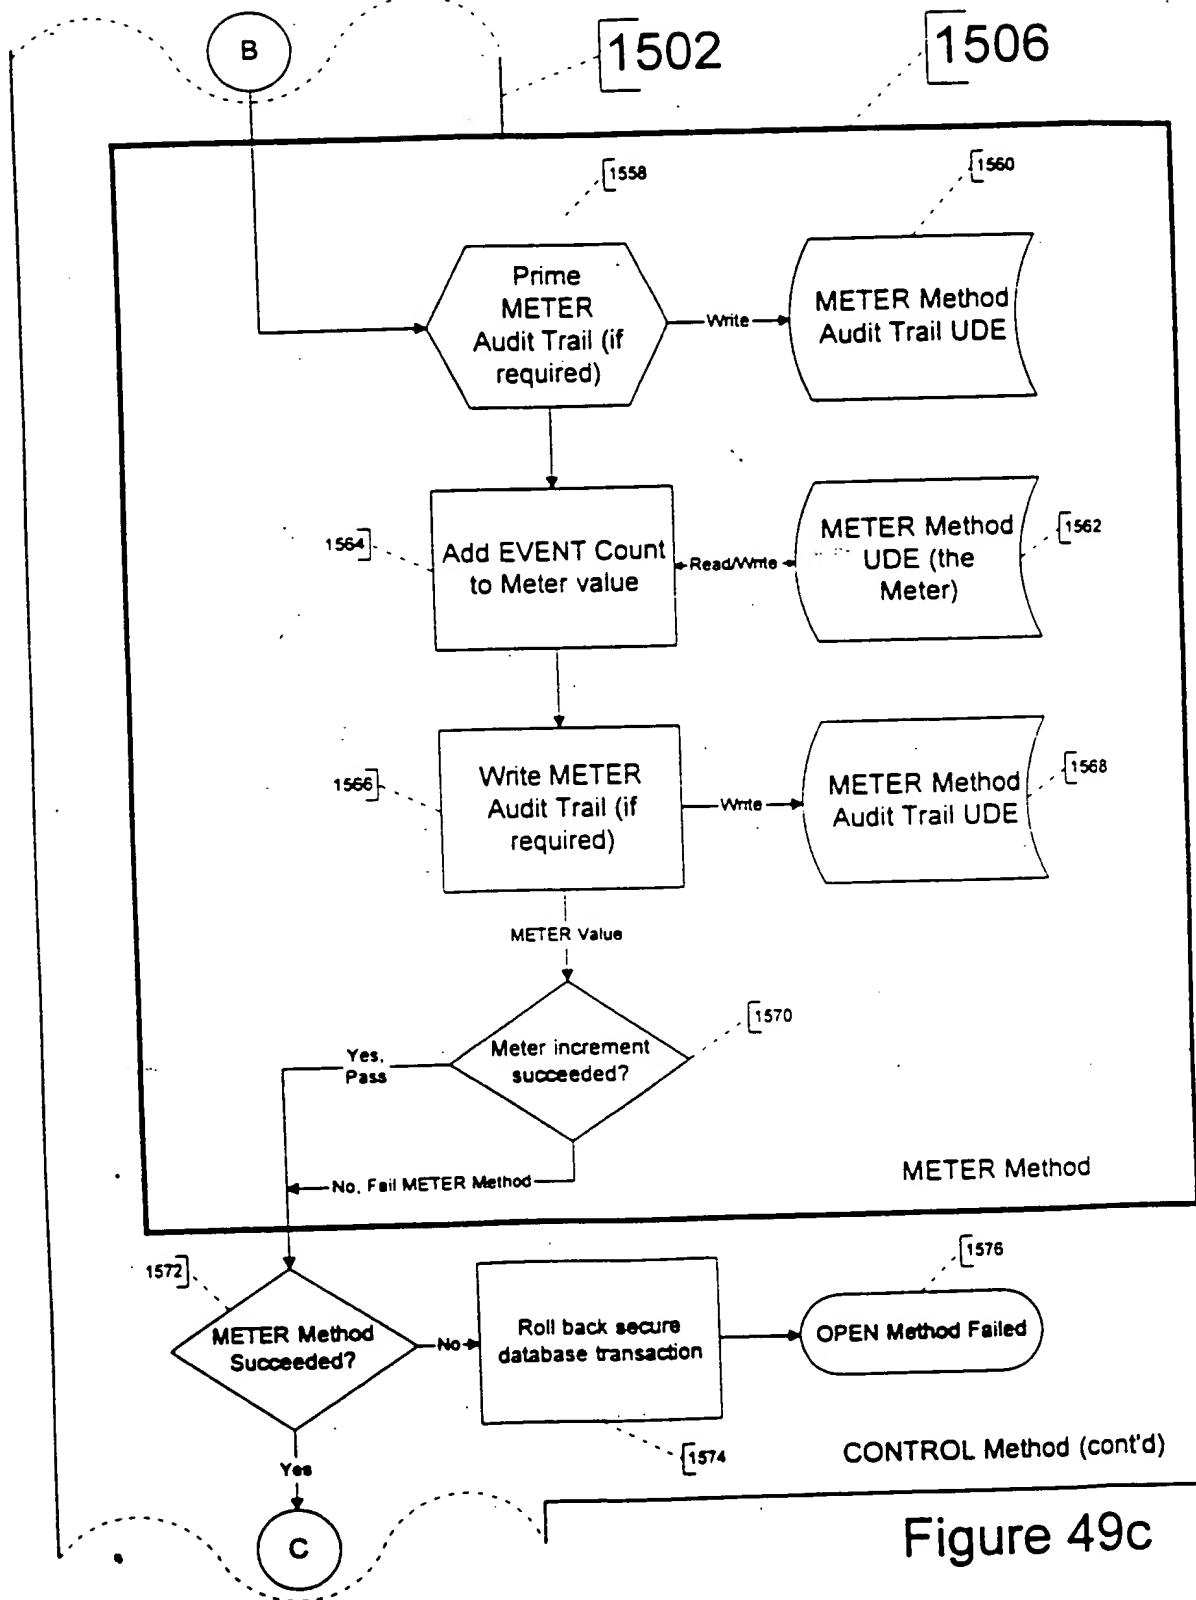 B
1502
1506
1558
1560
Prime
METER
Audit Trail (if
required)
Write
METER Method
Audit Trail UDE
1564
Add EVENT Count
to Meter value
Read/Write
METER Method
UDE (the
Meter)
1562
1566
Write METER
Audit Trail (if
required)
Write
METER Method
Audit Trail UDE
1568
METER Value
1570
Meter increment
succeeded?
Yes,
Pass
No, Fail METER Method
METER Method
1572
METER Method
Succeeded?
No
Roll back secure
database transaction
1576
OPEN Method Failed
1574
Yes
CONTROL Method (cont'd)
C
Figure 49c